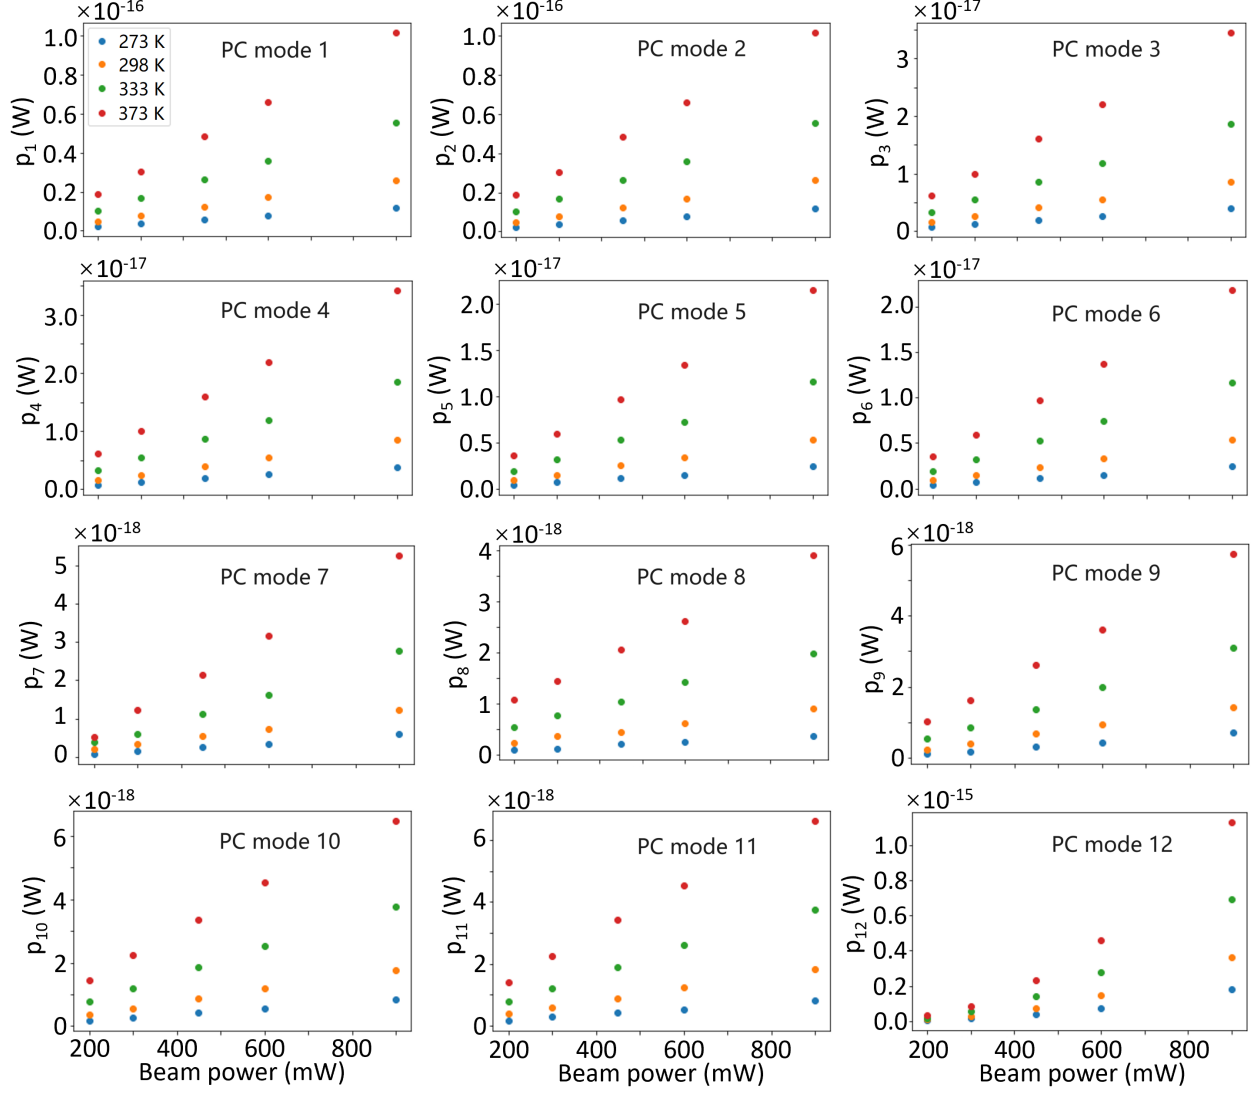 ×10-16
p1 (W)
1.0
0.8
0.6
0.4
0.2
0.0
273 K
298 K
333 K
373 K
PC mode 1
×10-16
p2 (W)
1.0
0.8
0.6
0.4
0.2
0.0
PC mode 2
×10-17
p3 (W)
3
2
1
0
PC mode 3
×10-17
p4 (W)
3.0
2.0
1.0
0.0
PC mode 4
×10-17
p5 (W)
2.0
1.5
1.0
0.5
0.0
PC mode 5
×10-17
p6 (W)
2.0
1.5
1.0
0.5
0.0
PC mode 6
×10-18
p7 (W)
5
4
3
2
1
0
PC mode 7
×10-18
p8 (W)
4
3
2
1
0
PC mode 8
×10-18
p9 (W)
6
4
2
0
PC mode 9
×10-18
p10 (W)
6
4
2
0
PC mode 10
200 400 600 800
Beam power (mW)
×10-18
p11 (W)
6
4
2
0
PC mode 11
200 400 600 800
Beam power (mW)
×10-15
p12 (W)
1.0
0.8
0.6
0.4
0.2
0.0
PC mode 12
200 400 600 800
Beam power (mW)